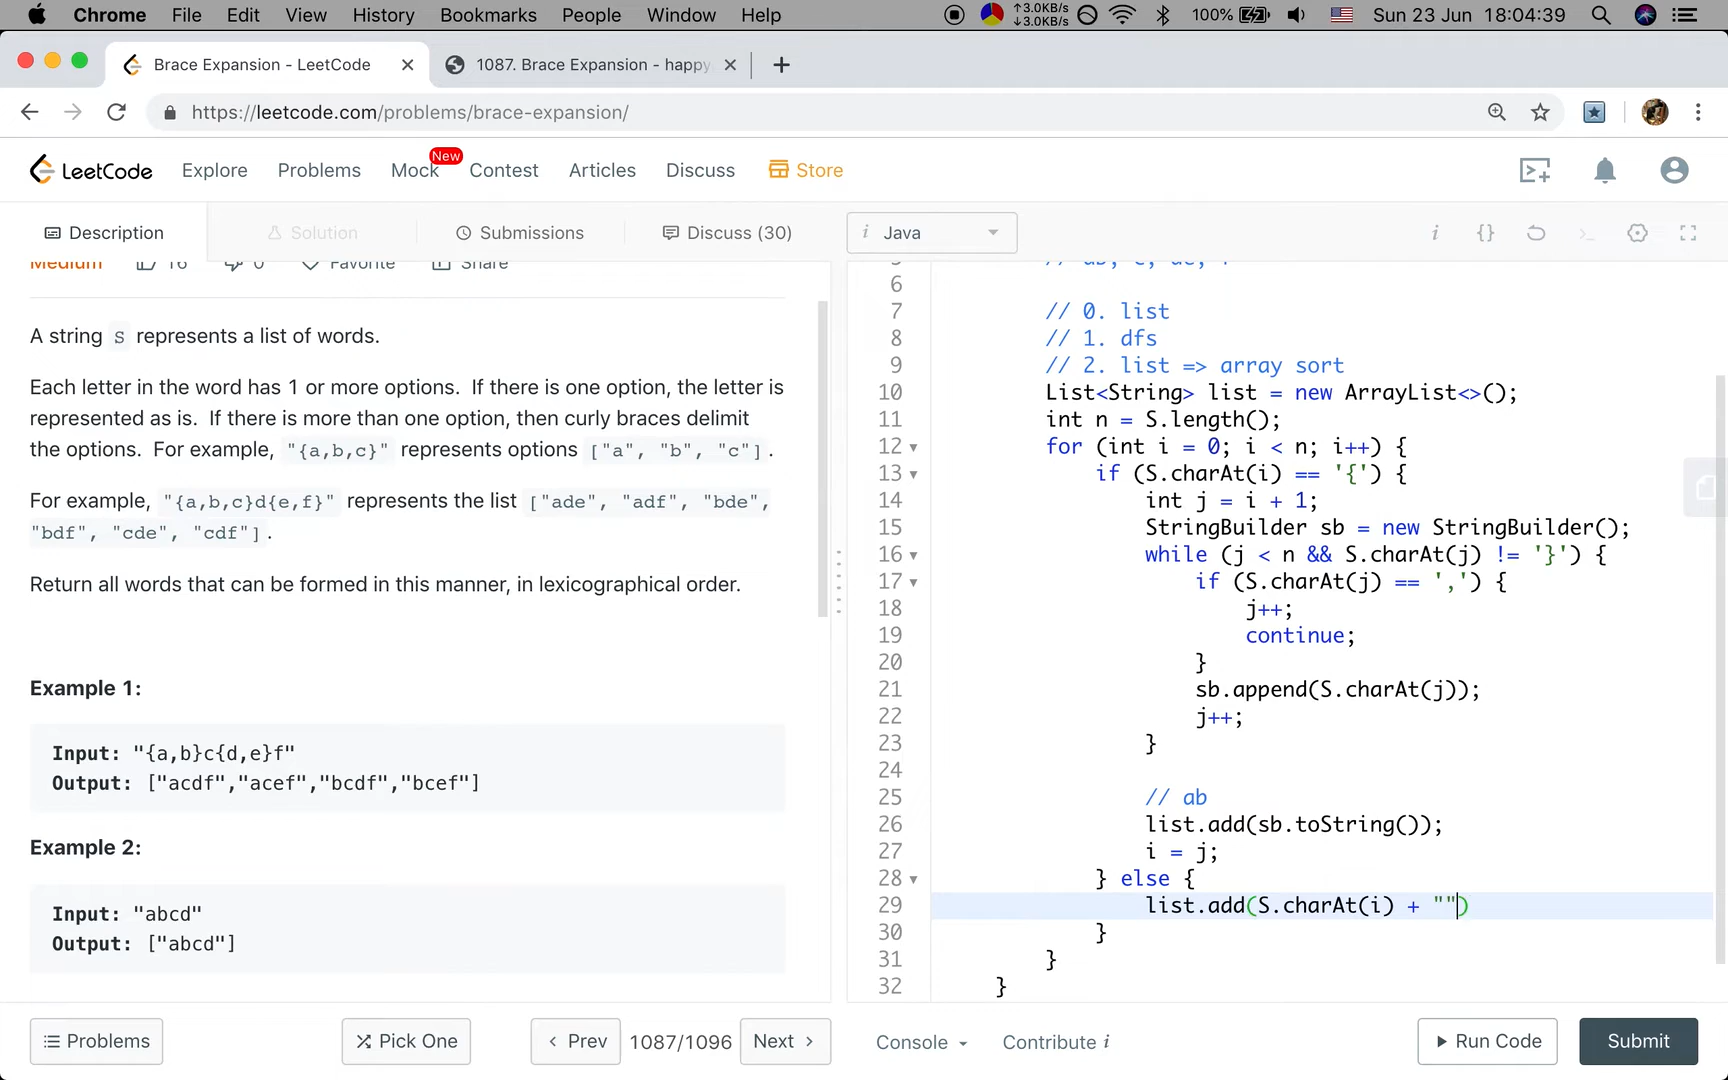 Chrome File Edit View History Bookmarks People Window Help
↑3.0KB/s
↓3.0KB/s
100%
Sun 23 Jun 18:04:39
Brace Expansion - LeetCode
1087. Brace Expansion - happy
https://leetcode.com/problems/brace-expansion/
LeetCode Explore Problems Mock New Contest Articles Discuss Store
Description Solution Submissions Discuss (30)
i Java
Medium 16 0 Favorite Share
A string S represents a list of words.
Each letter in the word has 1 or more options. If there is one option, the letter is
represented as is. If there is more than one option, then curly braces delimit
the options. For example, "{a,b,c}" represents options ["a", "b", "c"].
For example, "{a,b,c}d{e,f}" represents the list ["ade", "adf", "bde",
"bdf", "cde", "cdf"].
Return all words that can be formed in this manner, in lexicographical order.
Example 1:
Input: "{a,b}c{d,e}f"
Output: ["acdf","acef","bcdf","bcef"]
Example 2:
Input: "abcd"
Output: ["abcd"]
6
7 // 0. list
8 // 1. dfs
9 // 2. list => array sort
10 List<String> list = new ArrayList<>();
11 int n = S.length();
12 for (int i = 0; i < n; i++) {
13 if (S.charAt(i) == '{') {
14 int j = i + 1;
15 StringBuilder sb = new StringBuilder();
16 while (j < n && S.charAt(j) != '}') {
17 if (S.charAt(j) == ',') {
18 j++;
19 continue;
20 }
21 sb.append(S.charAt(j));
22 j++;
23 }
24
25 // ab
26 list.add(sb.toString());
27 i = j;
28 } else {
29 list.add(S.charAt(i) + "")
30 }
31 }
32 }
Problems Pick One Prev 1087/1096 Next
Console Contribute i Run Code Submit